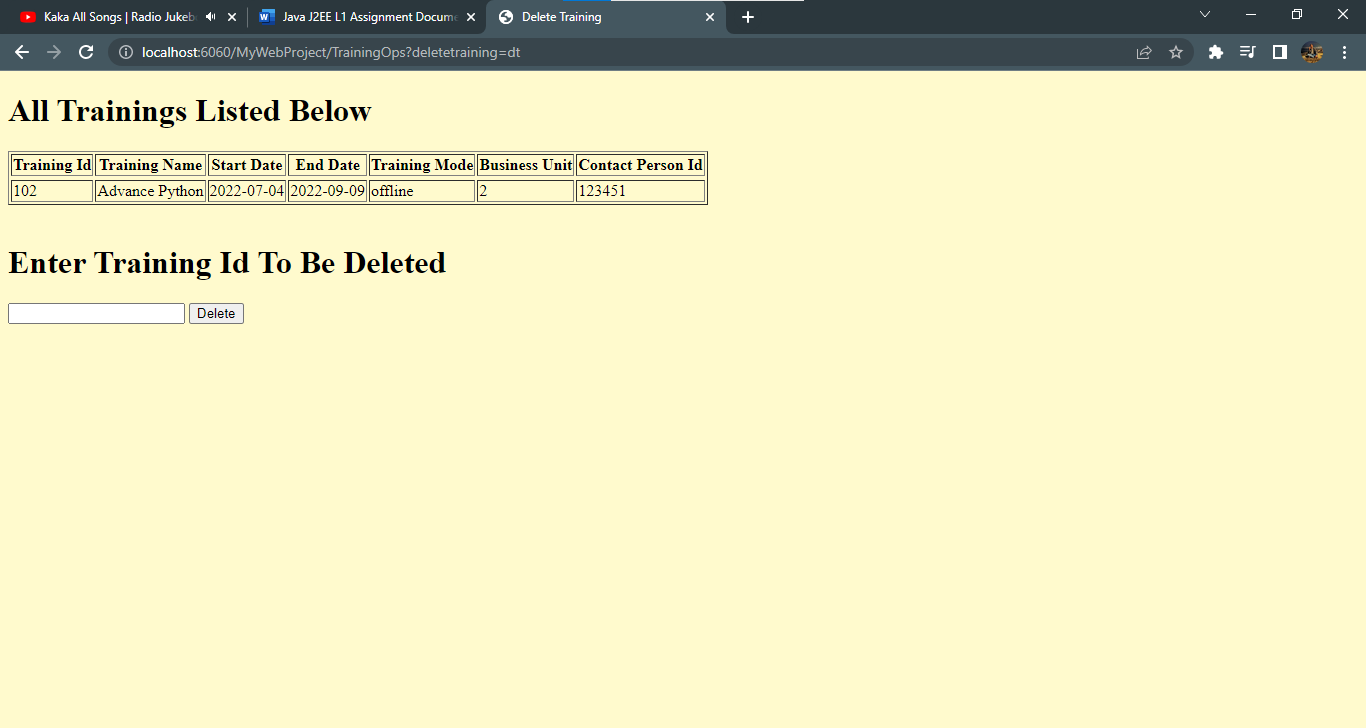 Kaka All Songs | Radio Jukeb
Java J2EE L1 Assignment Docume
Delete Training
localhost:6060/MyWebProject/TrainingOps?deletetraining=dt
All Trainings Listed Below
Training Id Training Name Start Date End Date Training Mode Business Unit Contact Person Id
102 Advance Python 2022-07-04 2022-09-09 offline 2 123451
Enter Training Id To Be Deleted
Delete